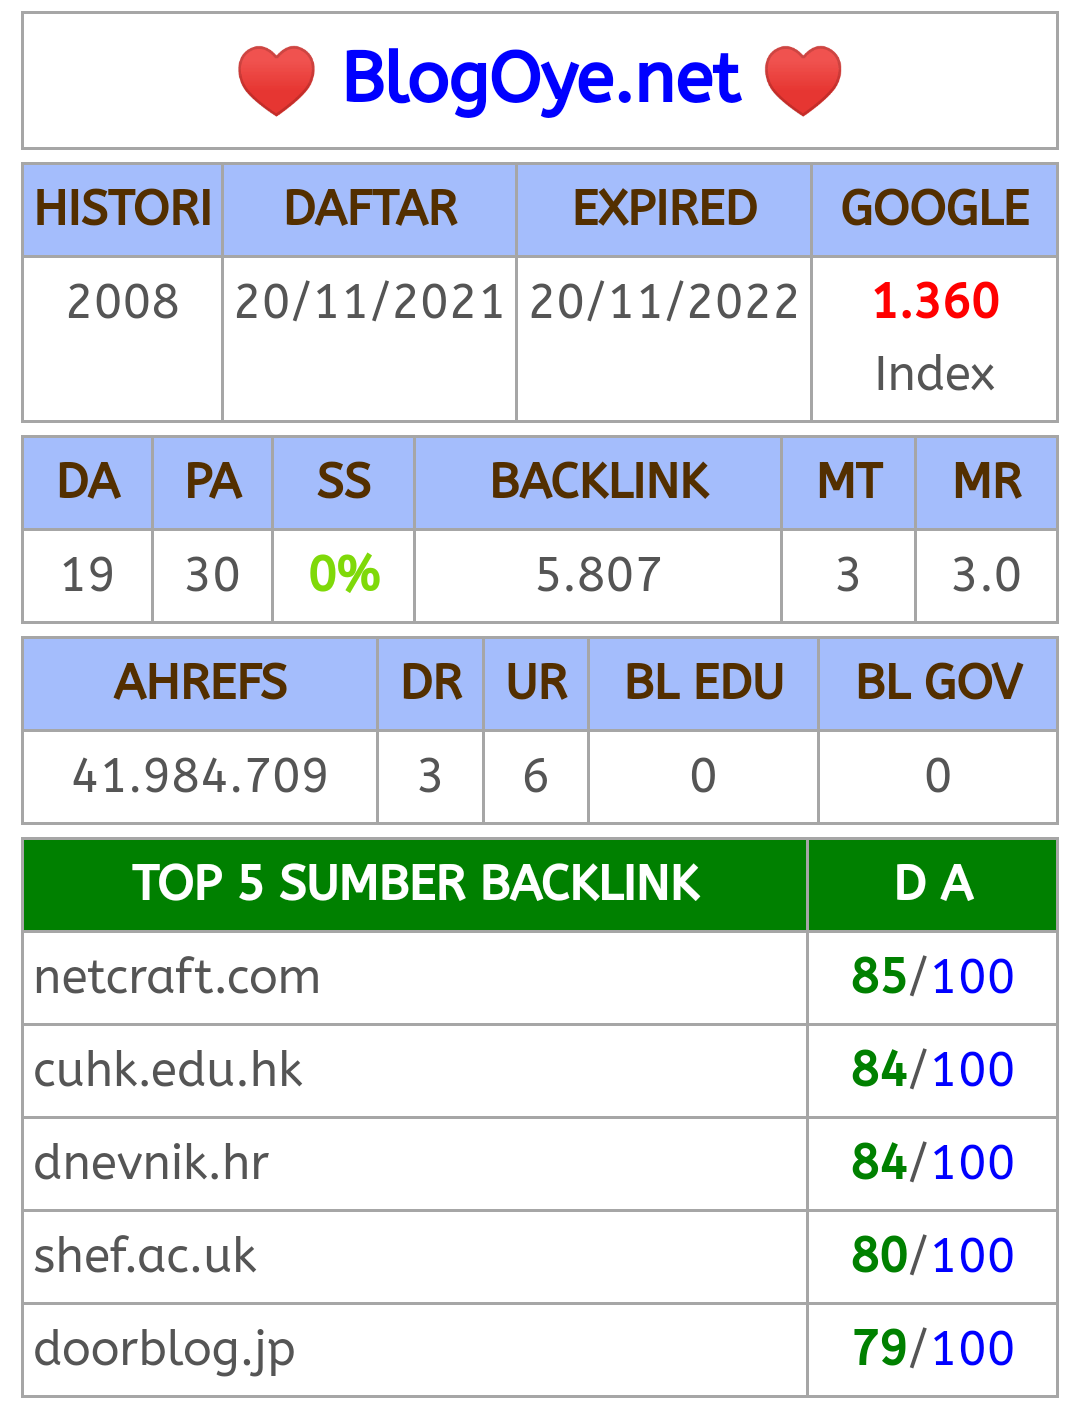 BlogOye.net
HISTORI DAFTAR EXPIRED GOOGLE
2008 20/11/2021 20/11/2022 1.360
Index
DA PA SS BACKLINK MT MR
19 30 0% 5.807 3 3.0
AHREFS DR UR BL EDU BL GOV
41.984.709 3 6 0 0
TOP 5 SUMBER BACKLINK D A
netcraft.com 85/100
cuhk.edu.hk 84/100
dnevnik.hr 84/100
shef.ac.uk 80/100
doorblog.jp 79/100